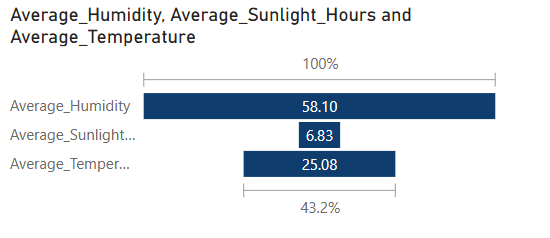 Average_Humidity, Average_Sunlight_Hours and
Average_Temperature
100%
Average_Humidity 58.10
Average_Sunlight... 6.83
Average_Temper... 25.08
43.2%